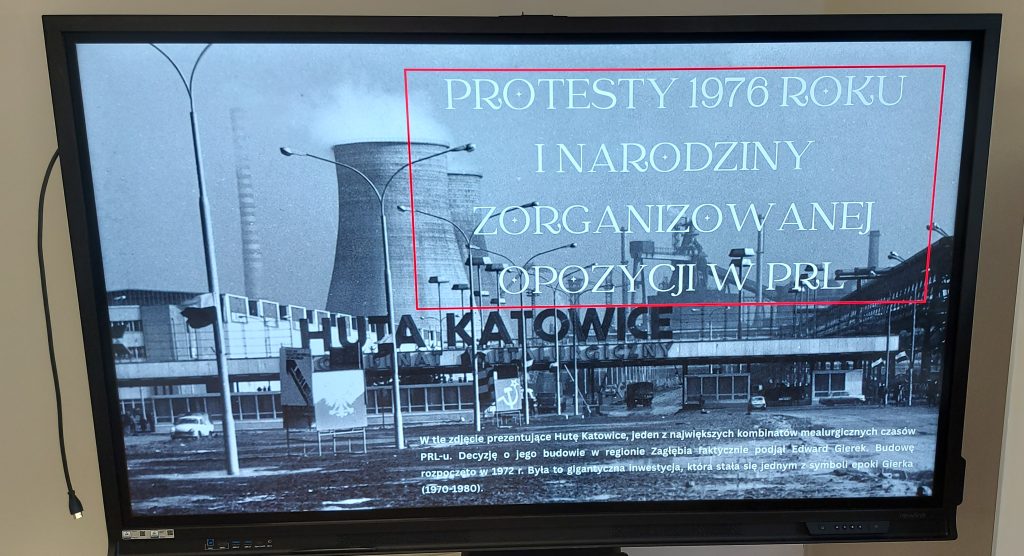 PROTESTY 1976 ROKU
I NARODZINY
ZORGANIZOWANEJ
OPOZYCJI W PRL
HUTA KATOWICE
W tle zdjęcie prezentujące Hutę Katowice, jeden z największych kombinatów mealurgicznych czasów
PRL-u. Decyzję o jego budowie w regionie Zagłębia faktycznie podjął Edward Gierek. Budowę
rozpoczęto w 1972 r. Była to gigantyczna inwestycja, która stała się jednym z symboli epoki Gierka
(1970-1980).